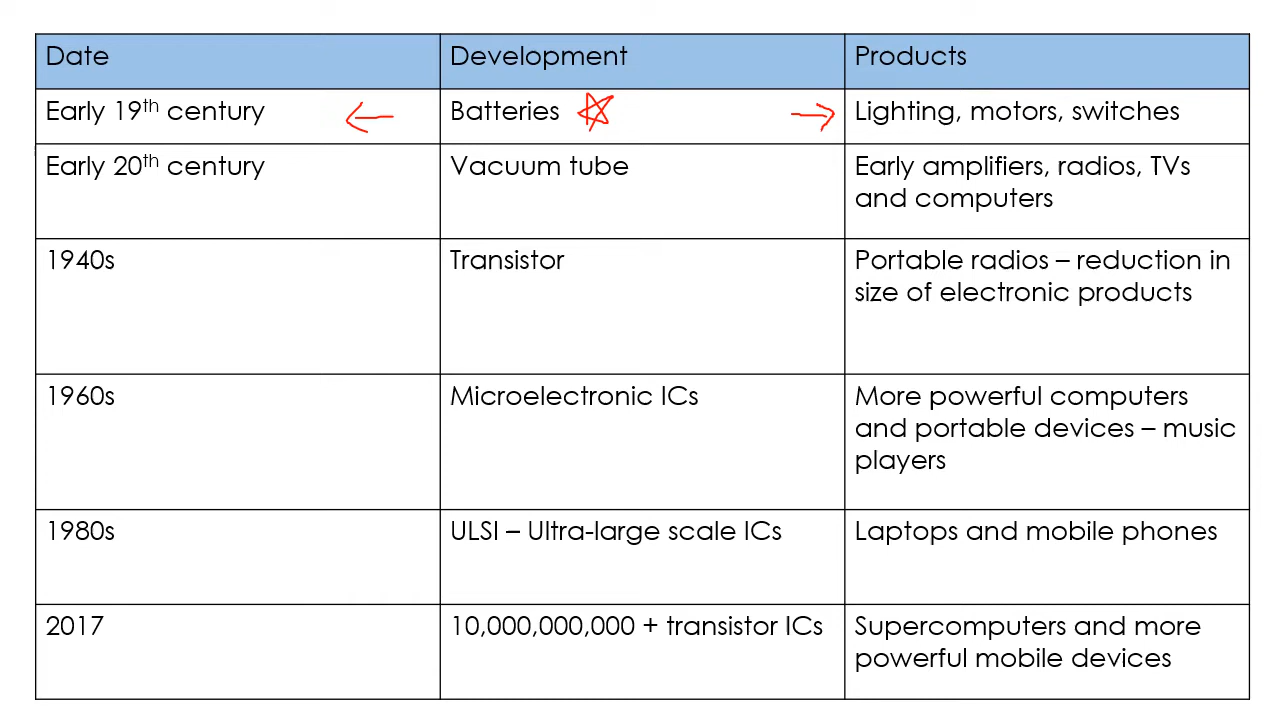 Date Development Products
Early 19th century Batteries Lighting, motors, switches
Early 20th century Vacuum tube Early amplifiers, radios, TVs
and computers
1940s Transistor Portable radios – reduction in
size of electronic products
1960s Microelectronic ICs More powerful computers
and portable devices – music
players
1980s ULSI – Ultra-large scale ICs Laptops and mobile phones
2017 10,000,000,000 + transistor ICs Supercomputers and more
powerful mobile devices